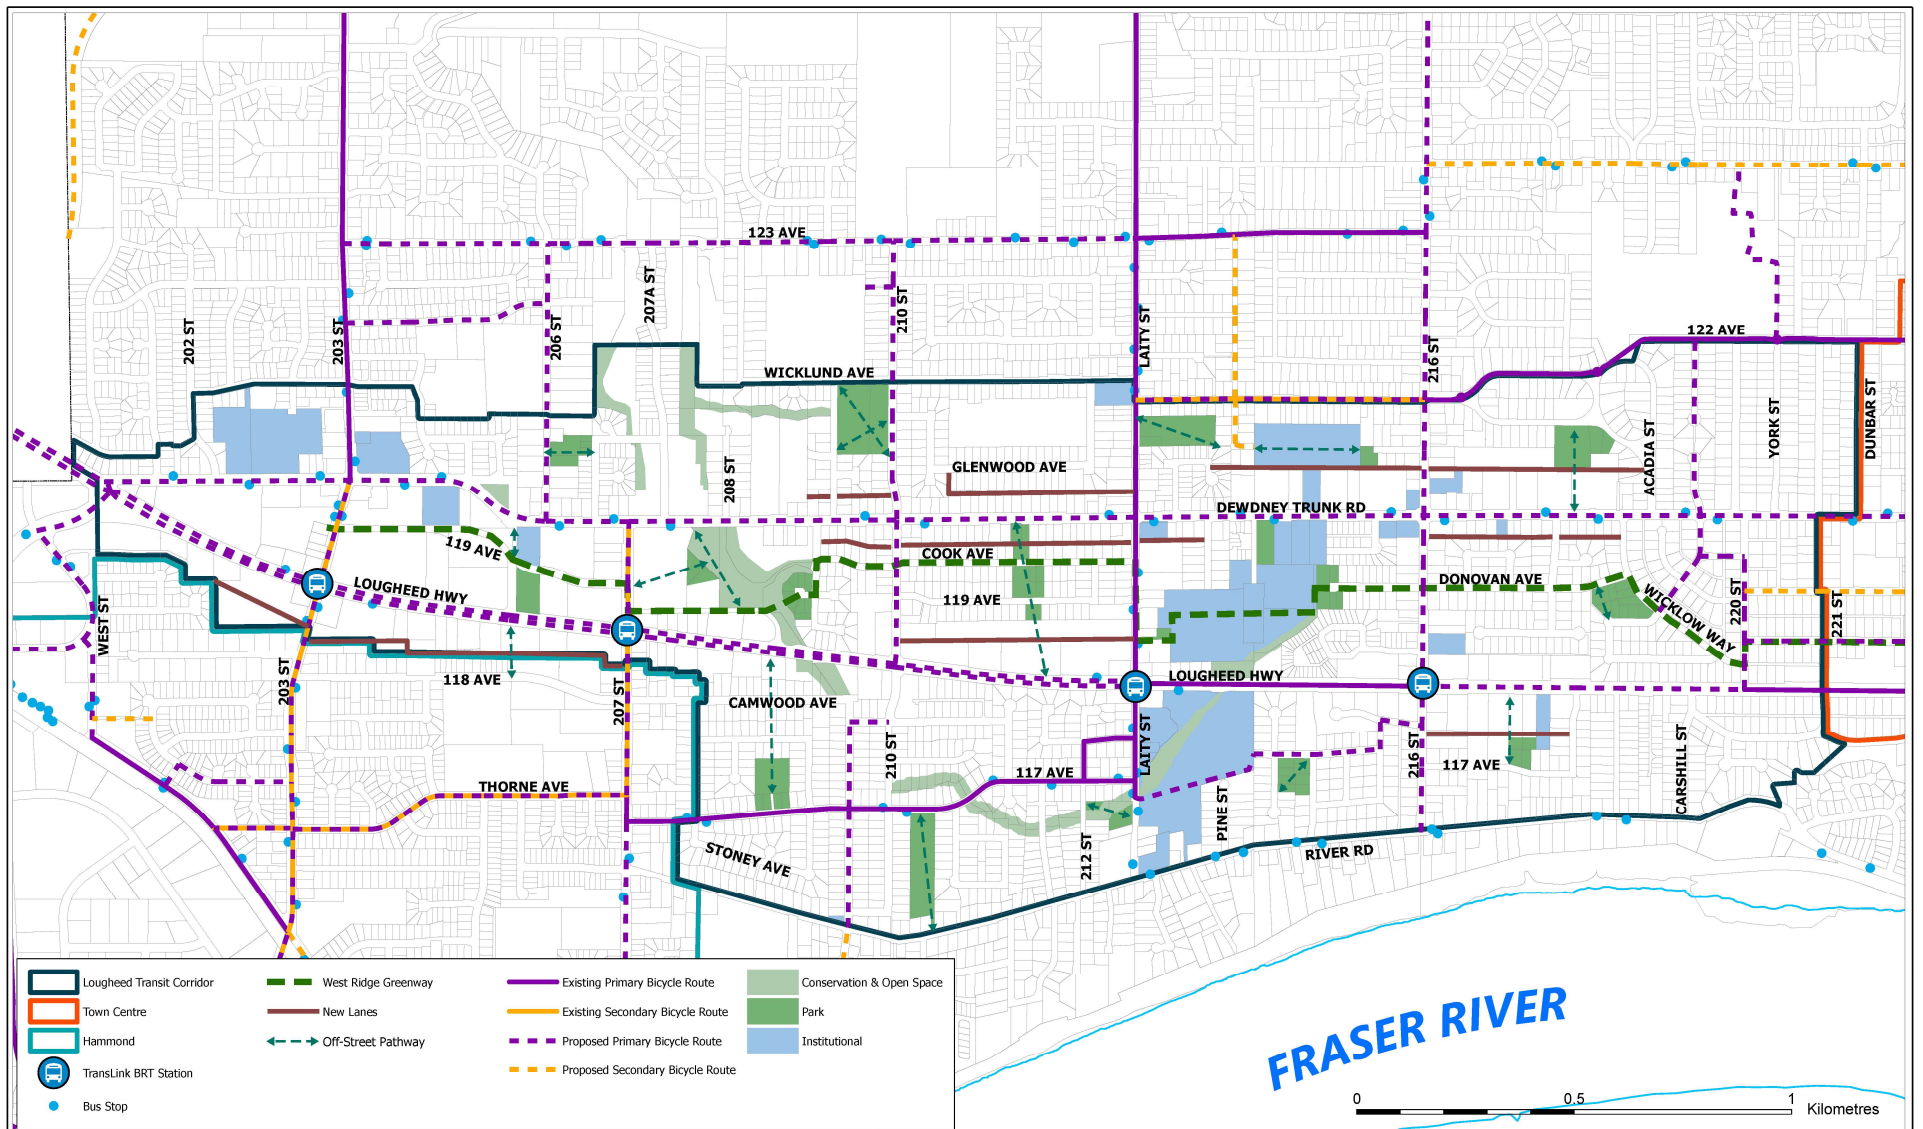 123 AVE
207A ST
210 ST
202 ST
203 ST
206 ST
LAITY ST
216 ST
122 AVE
WICKLUND AVE
DUNBAR ST
YORK ST
ACADIA ST
GLENWOOD AVE
208 ST
DEWDNEY TRUNK RD
119 AVE
COOK AVE
LOUGHEED HWY
DONOVAN AVE
119 AVE
WICKLOW WAY
220 ST
221 ST
WEST ST
118 AVE
203 ST
207 ST
CAMWOOD AVE
LOUGHEED HWY
210 ST
LAITY ST
216 ST
117 AVE
117 AVE
CARSHILL ST
THORNE AVE
PINE ST
212 ST
STONEY AVE
RIVER RD
FRASER RIVER
Lougheed Transit Corridor
Town Centre
Hammond
TransLink BRT Station
Bus Stop
West Ridge Greenway
New Lanes
Off-Street Pathway
Existing Primary Bicycle Route
Existing Secondary Bicycle Route
Proposed Primary Bicycle Route
Proposed Secondary Bicycle Route
Conservation & Open Space
Park
Institutional
0 0.5 1
Kilometres